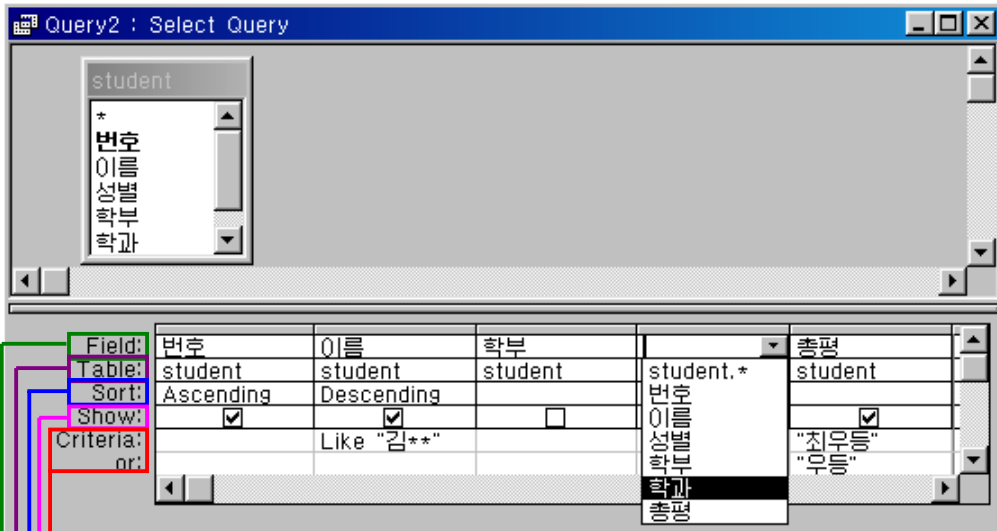 Query2 : Select Query
student
*
번호
이름
성별
학부
학과
Field: 번호 이름 학부 총평
Table: student student student student
Sort: Ascending Descending
Show:
Criteria: Like "김**" "최우등"
or: "우등"
student.*
번호
이름
성별
학부
학과
총평